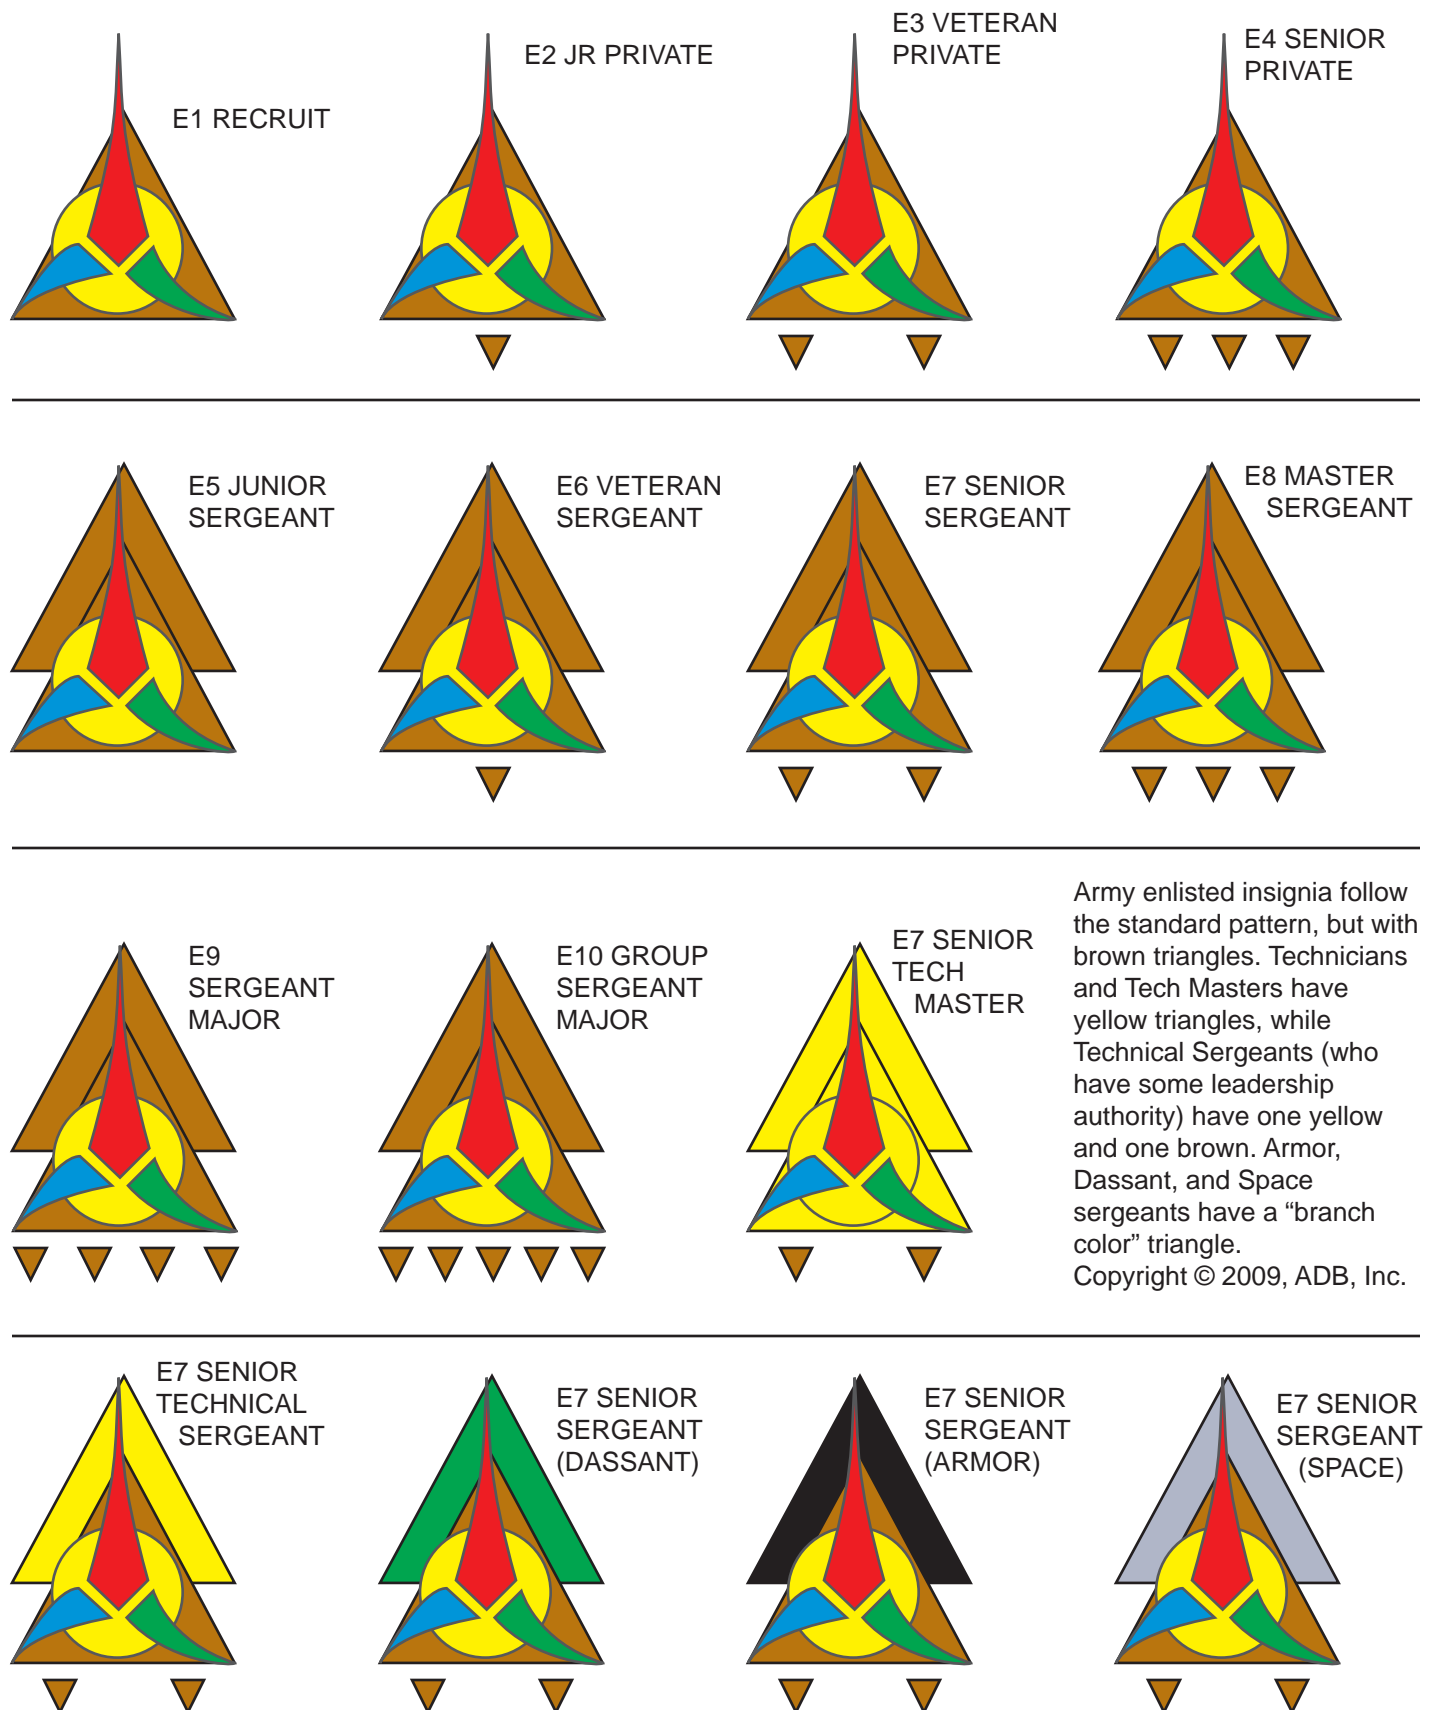 E1 RECRUIT
E2 JR PRIVATE
E3 VETERAN
PRIVATE
E4 SENIOR
PRIVATE
E5 JUNIOR
SERGEANT
E6 VETERAN
SERGEANT
E7 SENIOR
SERGEANT
E8 MASTER
SERGEANT
E9
SERGEANT
MAJOR
E10 GROUP
SERGEANT
MAJOR
E7 SENIOR
TECH
MASTER
Army enlisted insignia follow
the standard pattern, but with
brown triangles. Technicians
and Tech Masters have
yellow triangles, while
Technical Sergeants (who
have some leadership
authority) have one yellow
and one brown. Armor,
Dassant, and Space
sergeants have a “branch
color” triangle.
Copyright © 2009, ADB, Inc.
E7 SENIOR
TECHNICAL
SERGEANT
E7 SENIOR
SERGEANT
(DASSANT)
E7 SENIOR
SERGEANT
(ARMOR)
E7 SENIOR
SERGEANT
(SPACE)